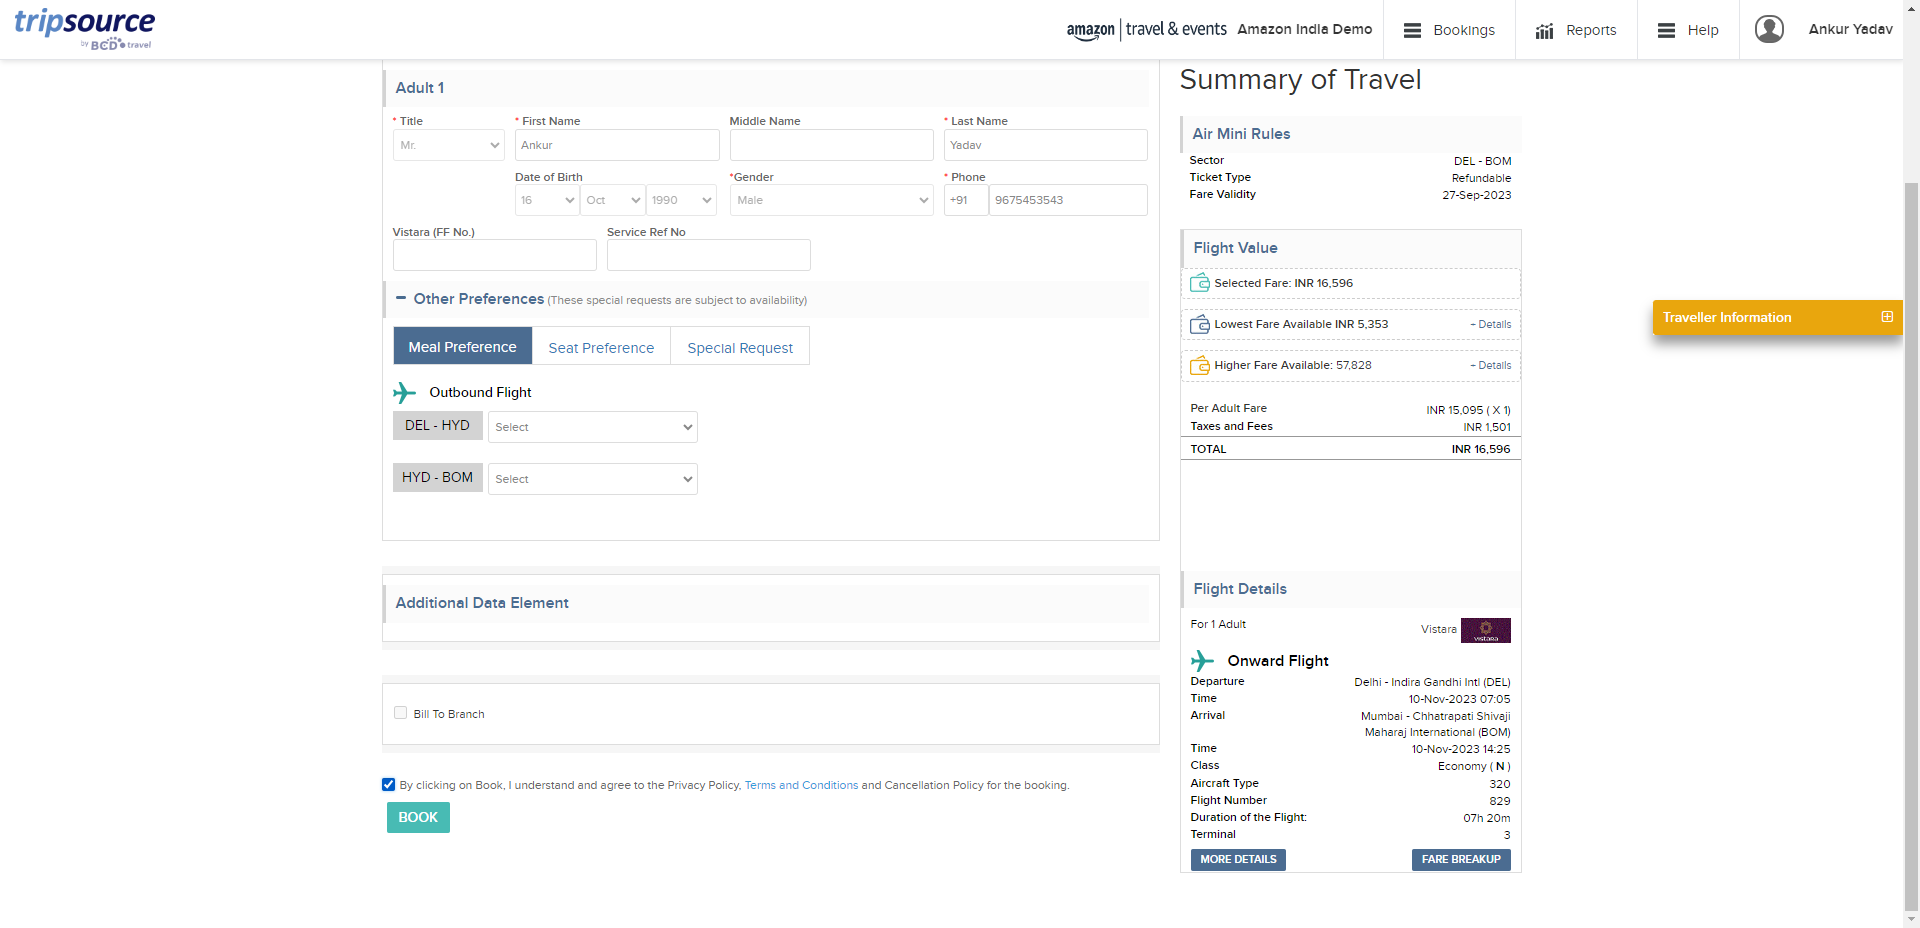 tripsource
by BCD travel
amazon travel & events
Amazon India Demo
Bookings
Reports
Help
Ankur Yadav
Adult 1
* Title
* First Name
Middle Name
* Last Name
Mr.
Ankur
Yadav
Date of Birth
*Gender
* Phone
16
Oct
1990
Male
+91
9675453543
Vistara (FF No.)
Service Ref No
Other Preferences (These special requests are subject to availability)
Meal Preference
Seat Preference
Special Request
Outbound Flight
DEL - HYD
Select
HYD - BOM
Select
Additional Data Element
Bill To Branch
By clicking on Book, I understand and agree to the Privacy Policy, Terms and Conditions and Cancellation Policy for the booking.
BOOK
Summary of Travel
Air Mini Rules
Sector DEL - BOM
Ticket Type Refundable
Fare Validity 27-Sep-2023
Flight Value
Selected Fare: INR 16,596
Lowest Fare Available INR 5,353 + Details
Higher Fare Available: 57,828 + Details
Per Adult Fare INR 15,095 ( X 1)
Taxes and Fees INR 1,501
TOTAL INR 16,596
Flight Details
For 1 Adult Vistara
VISTARA
Onward Flight
Departure Delhi - Indira Gandhi Intl (DEL)
Time 10-Nov-2023 07:05
Arrival Mumbai - Chhatrapati Shivaji
Maharaj International (BOM)
Time 10-Nov-2023 14:25
Class Economy ( N )
Aircraft Type 320
Flight Number 829
Duration of the Flight: 07h 20m
Terminal 3
MORE DETAILS
FARE BREAKUP
Traveller Information